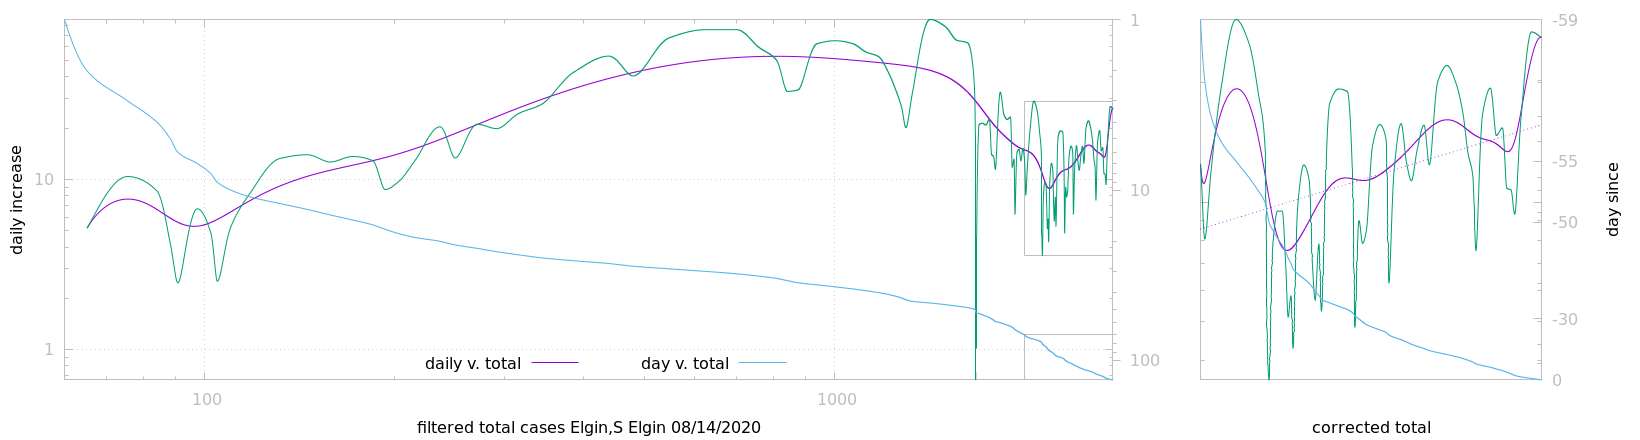 1
-59
daily increase
10
10
-55
-50
day since
-30
1
daily v. total
day v. total
100
0
100
1000
filtered total cases Elgin,S Elgin 08/14/2020
corrected total